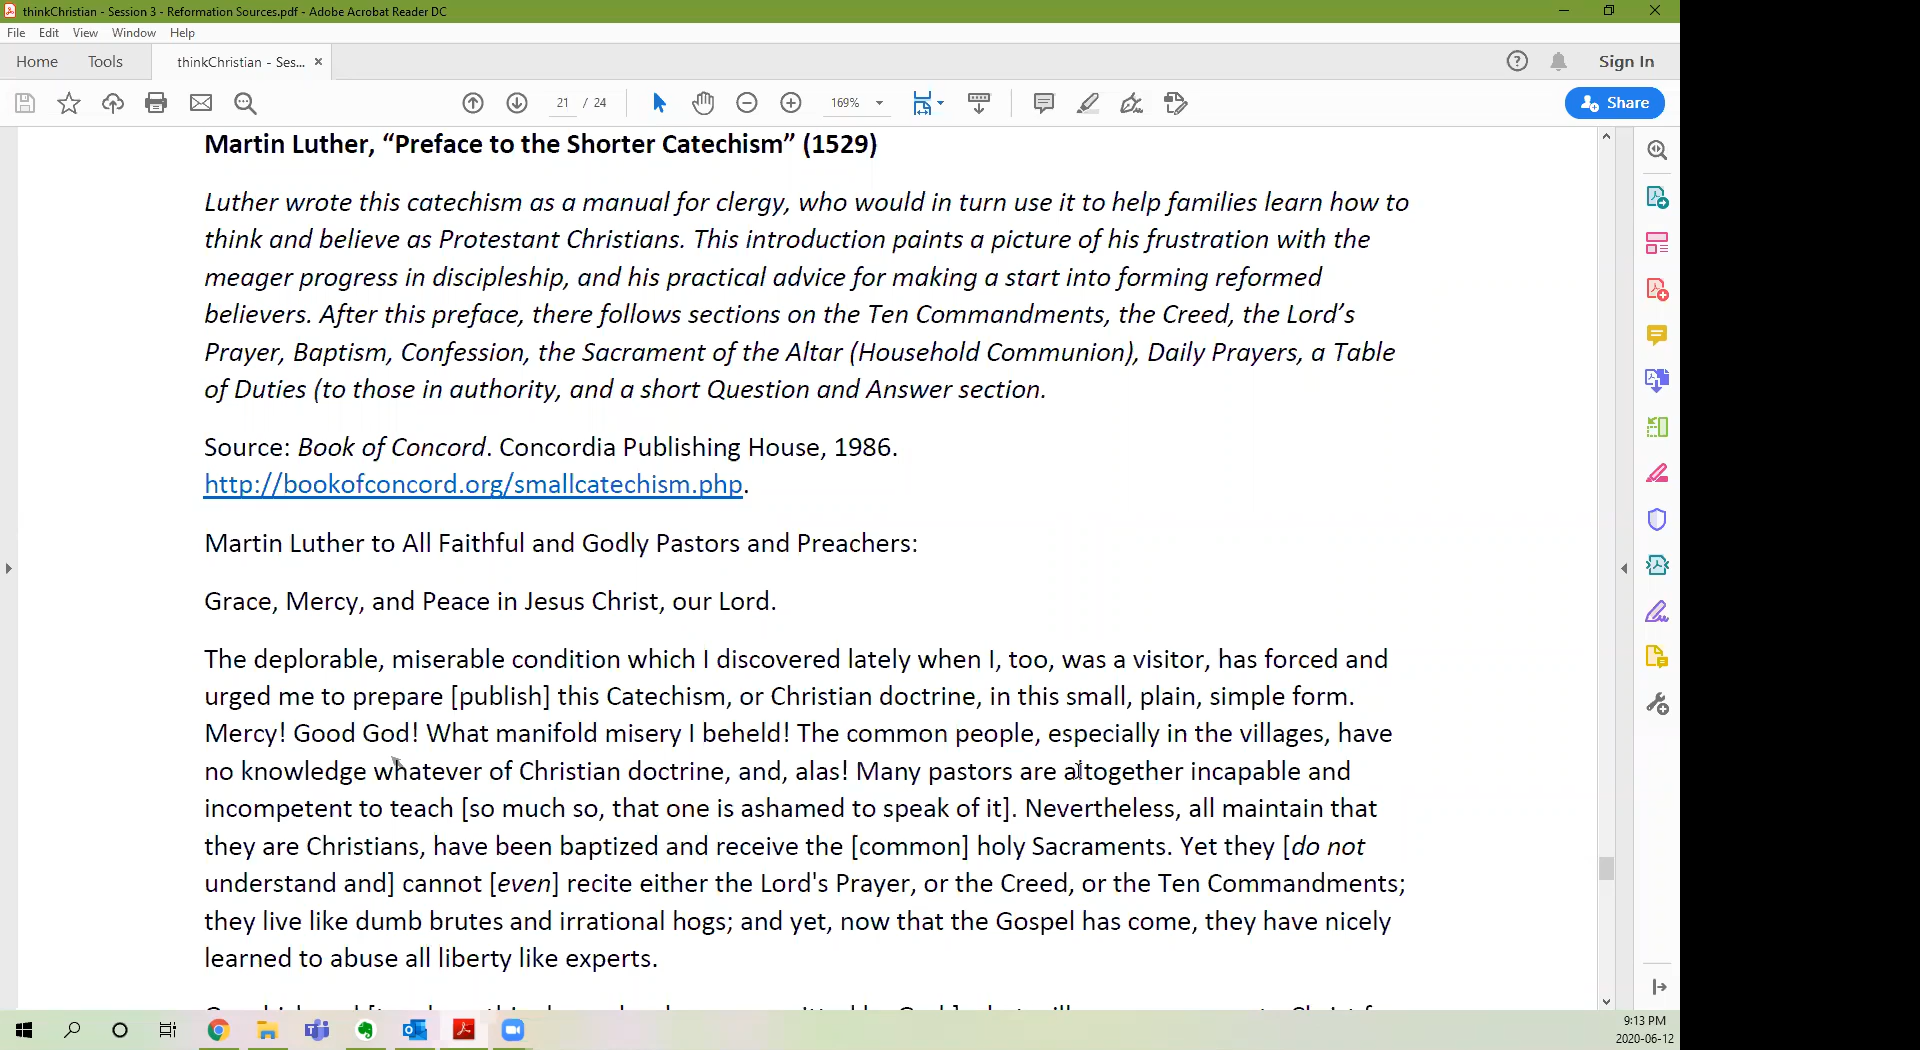 thinkChristian - Session 3 - Reformation Sources.pdf - Adobe Acrobat Reader DC
File Edit View Window Help
Home Tools thinkChristian - Ses... × Sign In
21 / 24 169% Share
Martin Luther, “Preface to the Shorter Catechism” (1529)
Luther wrote this catechism as a manual for clergy, who would in turn use it to help families learn how to
think and believe as Protestant Christians. This introduction paints a picture of his frustration with the
meager progress in discipleship, and his practical advice for making a start into forming reformed
believers. After this preface, there follows sections on the Ten Commandments, the Creed, the Lord’s
Prayer, Baptism, Confession, the Sacrament of the Altar (Household Communion), Daily Prayers, a Table
of Duties (to those in authority, and a short Question and Answer section.
Source: Book of Concord. Concordia Publishing House, 1986.
http://bookofconcord.org/smallcatechism.php.
Martin Luther to All Faithful and Godly Pastors and Preachers:
Grace, Mercy, and Peace in Jesus Christ, our Lord.
The deplorable, miserable condition which I discovered lately when I, too, was a visitor, has forced and
urged me to prepare [publish] this Catechism, or Christian doctrine, in this small, plain, simple form.
Mercy! Good God! What manifold misery I beheld! The common people, especially in the villages, have
no knowledge whatever of Christian doctrine, and, alas! Many pastors are altogether incapable and
incompetent to teach [so much so, that one is ashamed to speak of it]. Nevertheless, all maintain that
they are Christians, have been baptized and receive the [common] holy Sacraments. Yet they [do not
understand and] cannot [even] recite either the Lord's Prayer, or the Creed, or the Ten Commandments;
they live like dumb brutes and irrational hogs; and yet, now that the Gospel has come, they have nicely
learned to abuse all liberty like experts.
9:13 PM
2020-06-12